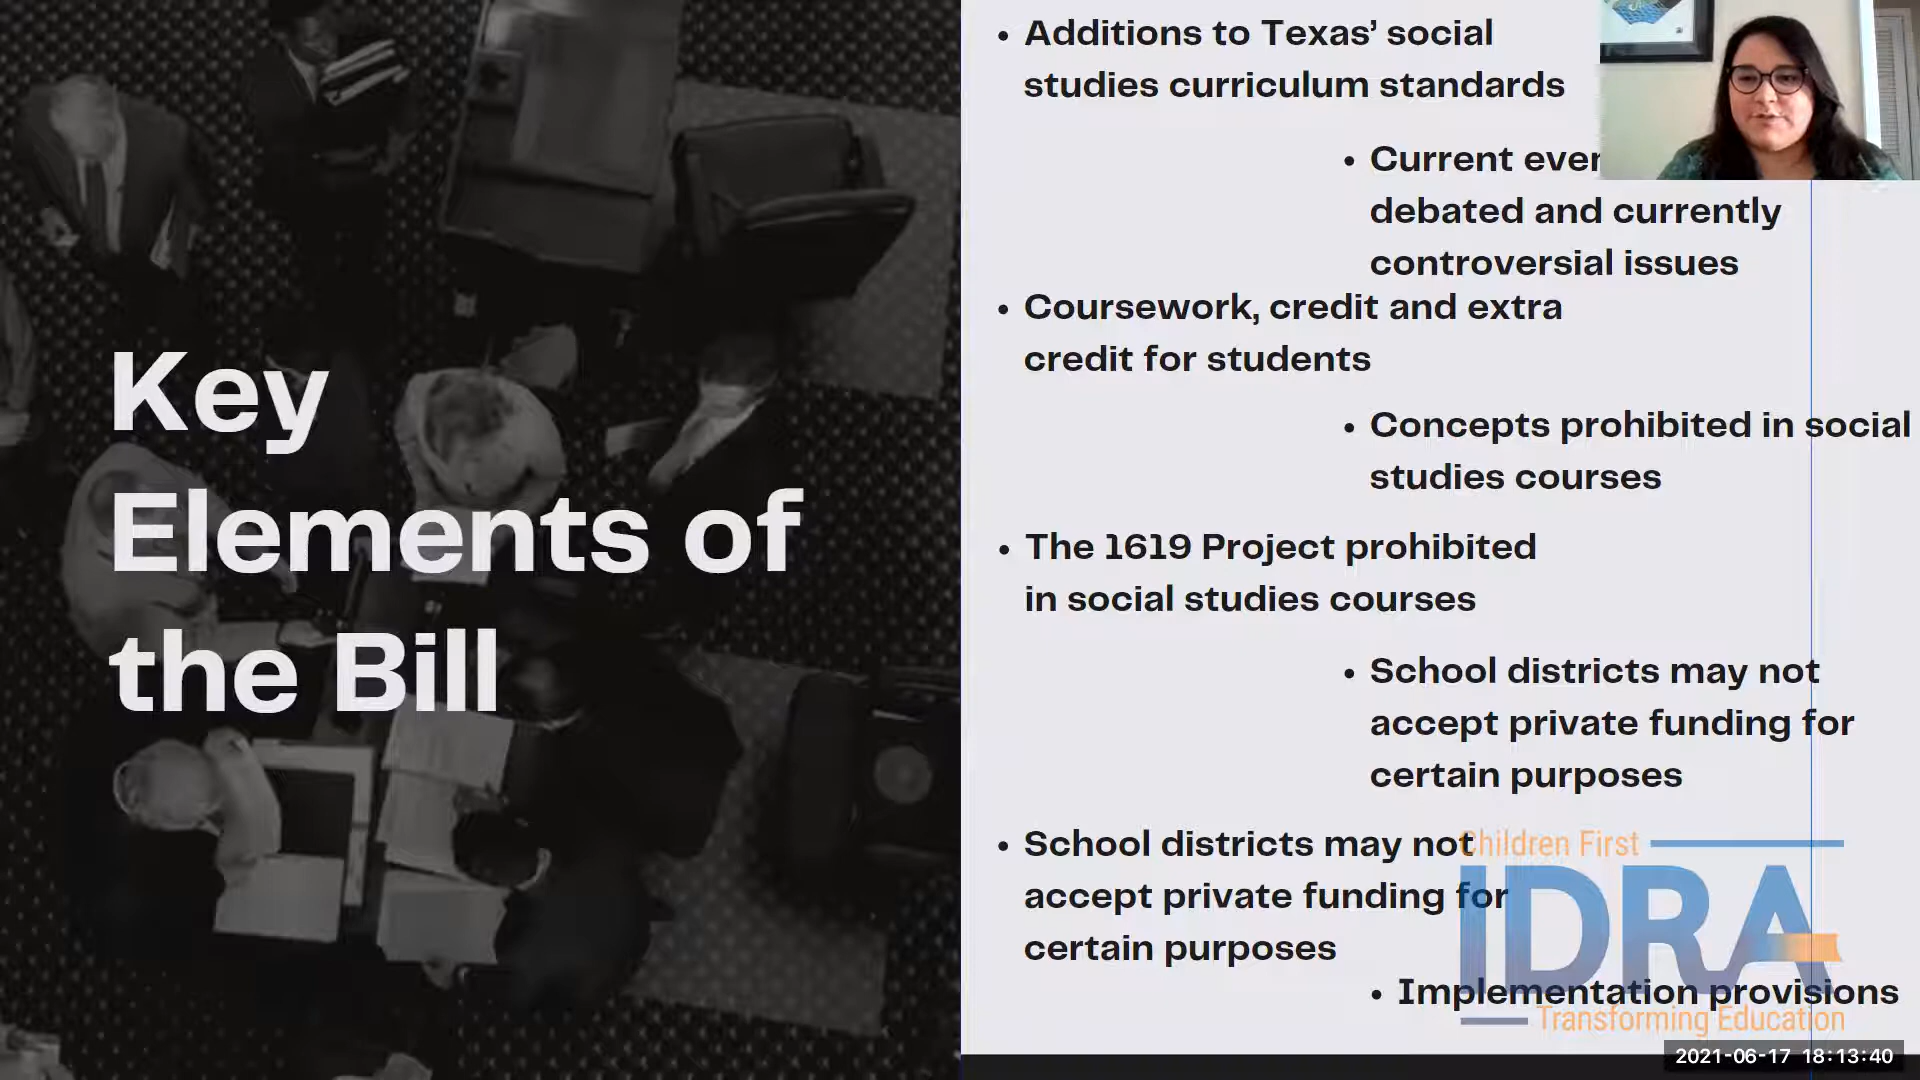 Key
Elements of
the Bill
• Additions to Texas' social
studies curriculum standards
• Current
debated and currently
controversial issues
• Coursework, credit and extra
credit for students
• Concepts prohibited in social
studies courses
• The 1619 Project prohibited
in social studies courses
• School districts may not
accept private funding for
certain purposes
• School districts may not
accept private funding for
certain purposes
• Implementation provisions
Children First
IDRA
Transforming Education
2021-06-17 18:13:40